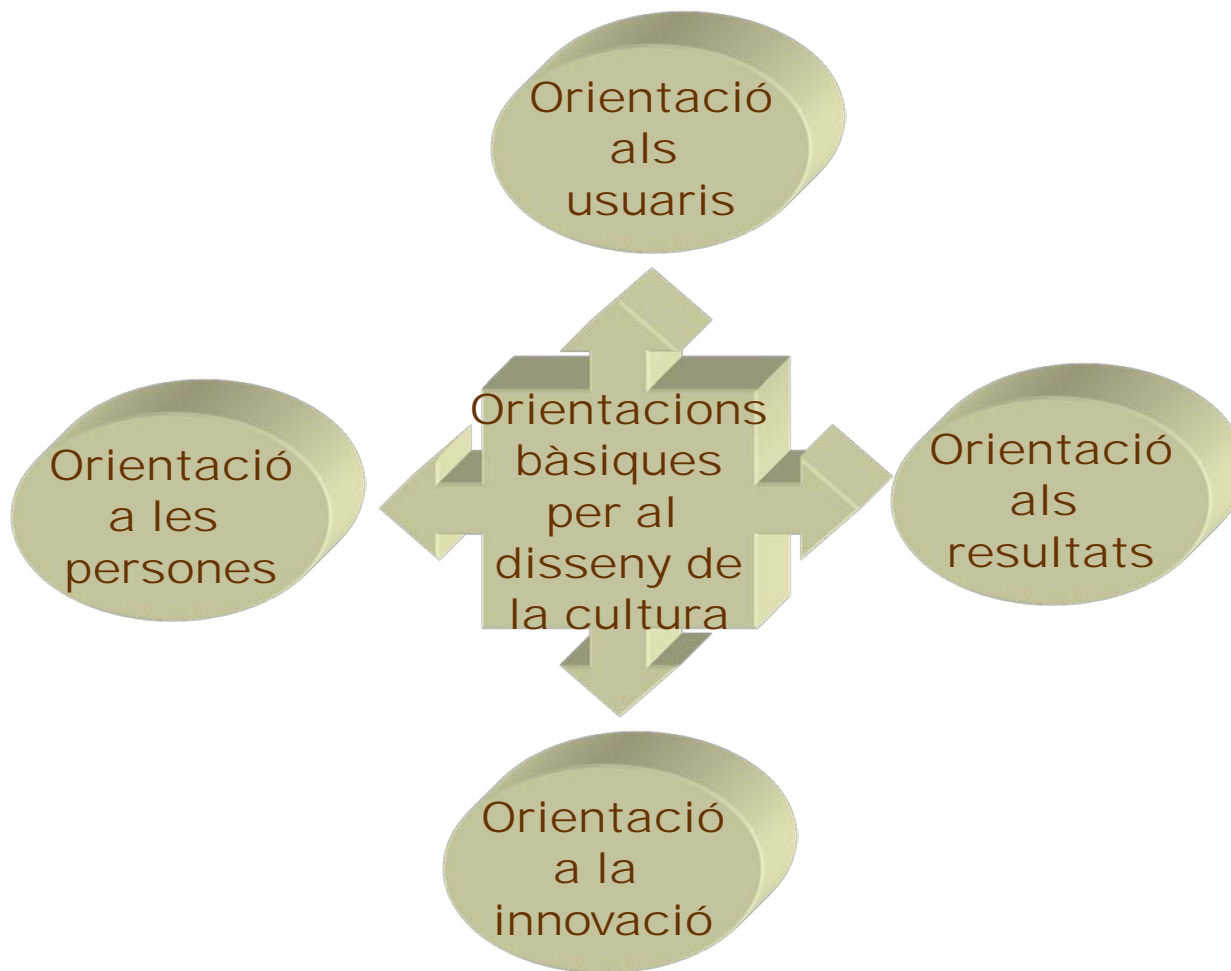 Orientació
als
usuaris
Orientació
a les
persones
Orientacions
bàsiques
per al
disseny de
la cultura
Orientació
als
resultats
Orientació
a la
innovació